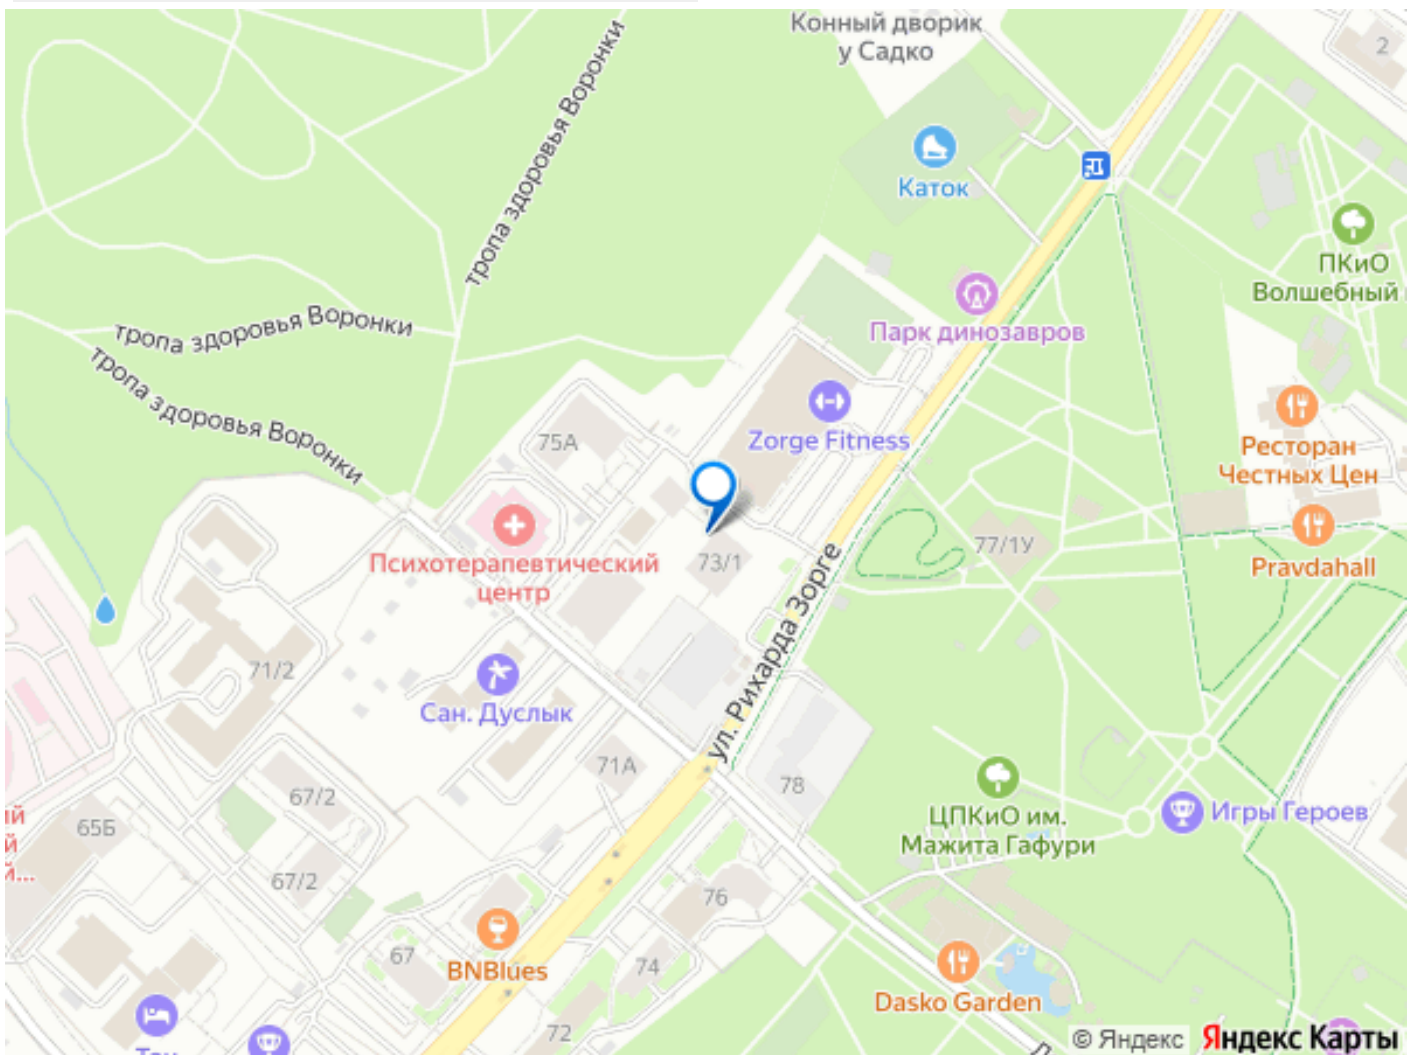 Конный дворик
у Садко
2
тропа здоровья Воронки
Каток
ПКиО
Волшебный
Парк динозавров
тропа здоровья Воронки
тропа здоровья Воронки
Zorge Fitness
75А
Ресторан
Честных Цен
Психотерапевтический
центр
73/1
77/1У
Pravdahall
ул. Рихарда Зорге
71/2
Сан. Дуслык
71А
78
67/2
65Б
ий
й
й...
ЦПКиО им.
Мажита Гафури
Игры Героев
67/2
76
67
BNBlues
74
Dasko Garden
72
© Яндекс Яндекс Карты